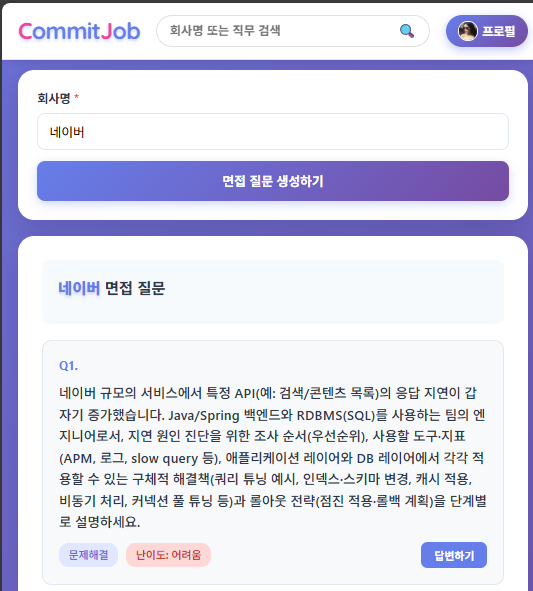 CommitJob
회사명 또는 직무 검색
프로필
회사명 *
네이버
면접 질문 생성하기
네이버 면접 질문
Q1.
네이버 규모의 서비스에서 특정 API(예: 검색/콘텐츠 목록)의 응답 지연이 갑
자기 증가했습니다. Java/Spring 백엔드와 RDBMS(SQL)를 사용하는 팀의 엔
지니어로서, 지연 원인 진단을 위한 조사 순서(우선순위), 사용할 도구·지표
(APM, 로그, slow query 등), 애플리케이션 레이어와 DB 레이어에서 각각 적
용할 수 있는 구체적 해결책(쿼리 튜닝 예시, 인덱스·스키마 변경, 캐시 적용,
비동기 처리, 커넥션 풀 튜닝 등)과 롤아웃 전략(점진 적용·롤백 계획)을 단계별
로 설명하세요.
문제해결
난이도: 어려움
답변하기